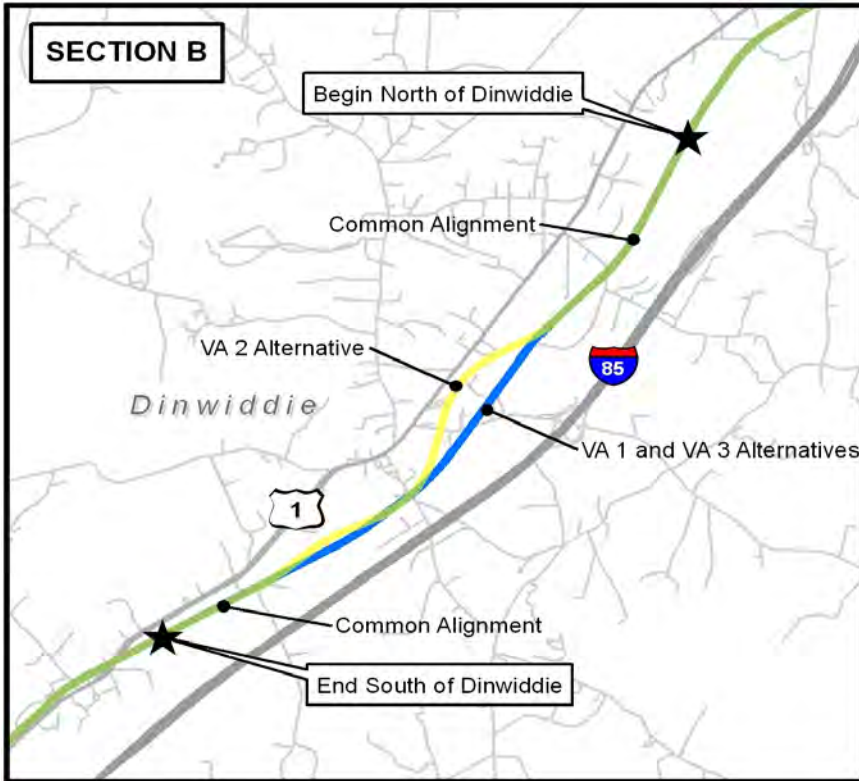 SECTION B
Begin North of Dinwiddie
Common Alignment
VA 2 Alternative
85
Dinwiddie
VA 1 and VA 3 Alternatives
1
Common Alignment
End South of Dinwiddie